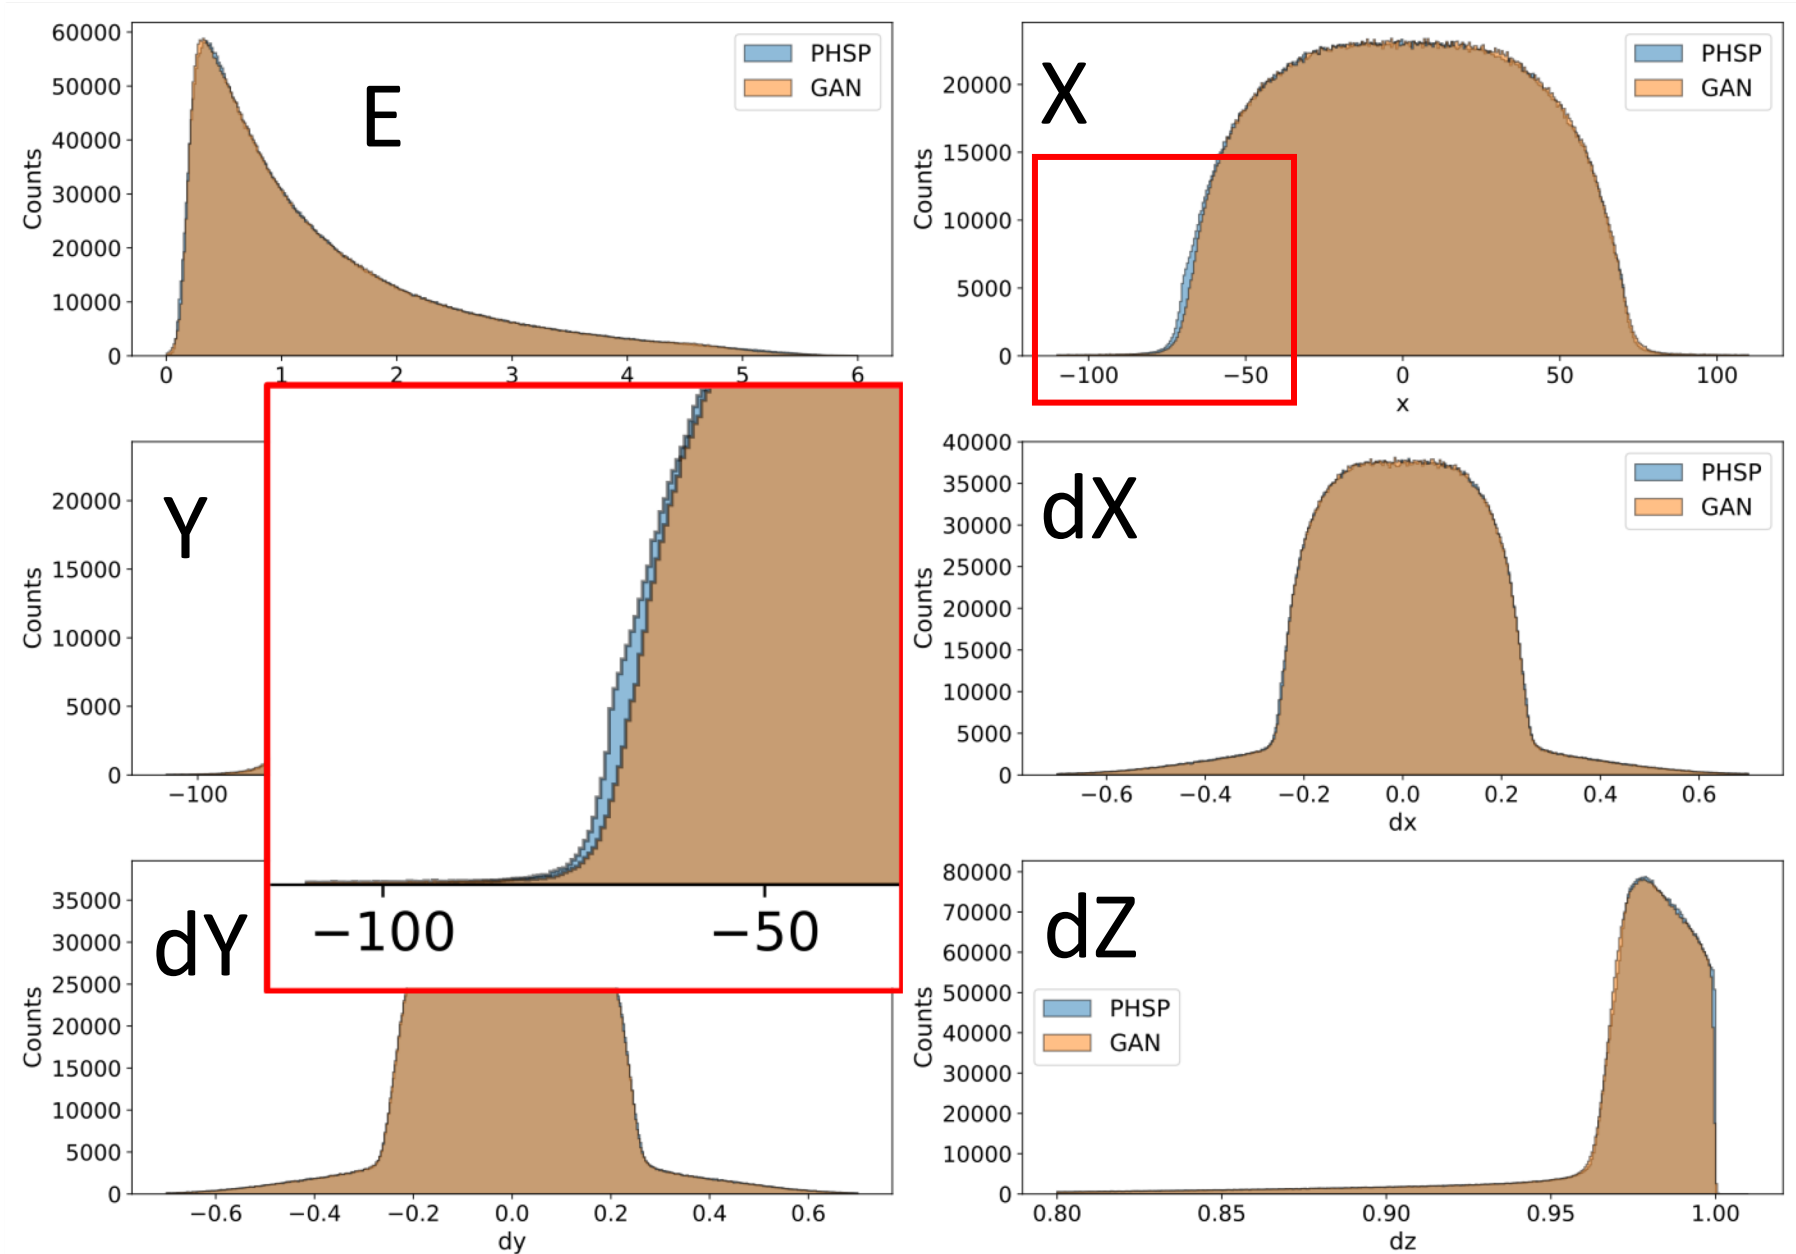 E
Counts
60000
50000
40000
30000
20000
10000
0
0 1 2 3 4 5 6
PHSP
GAN
X
Counts
20000
15000
10000
5000
0
−100 −50 0 50 100
x
PHSP
GAN
Y
Counts
20000
15000
10000
5000
0
−100
−100 −50
dX
Counts
40000
35000
30000
25000
20000
15000
10000
5000
0
−0.6 −0.4 −0.2 0.0 0.2 0.4 0.6
dx
PHSP
GAN
dY
Counts
35000
30000
25000
20000
15000
10000
5000
0
−0.6 −0.4 −0.2 0.0 0.2 0.4 0.6
dy
dZ
Counts
80000
70000
60000
50000
40000
30000
20000
10000
0
0.80 0.85 0.90 0.95 1.00
dz
PHSP
GAN